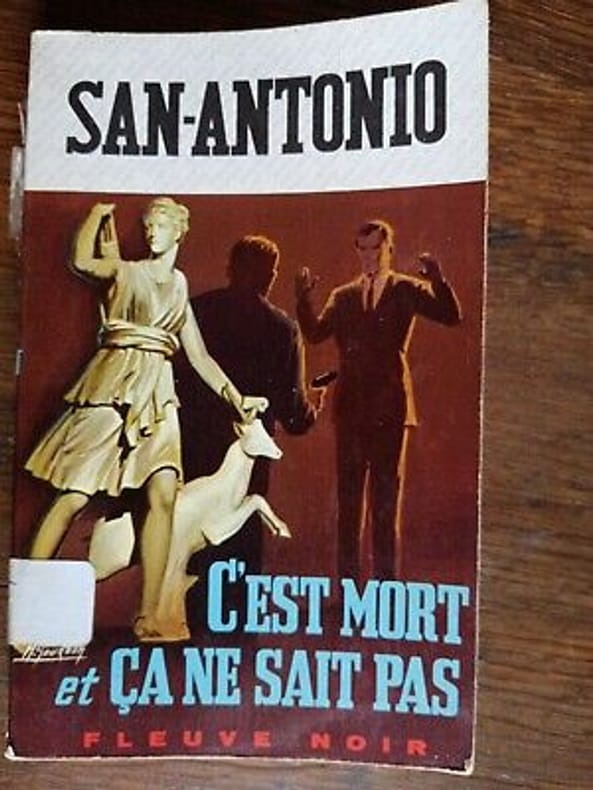 SAN-ANTONIO
C'EST MORT
et ÇA NE SAIT PAS
FLEUVE NOIR